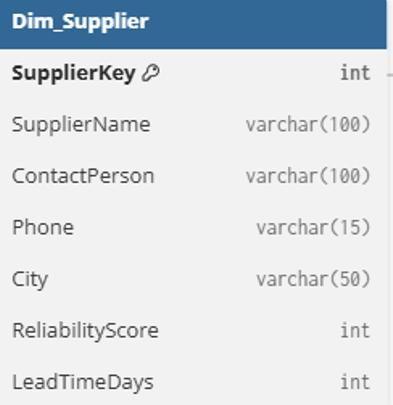 Dim_Supplier
SupplierKey int
SupplierName varchar(100)
ContactPerson varchar(100)
Phone varchar(15)
City varchar(50)
ReliabilityScore int
LeadTimeDays int